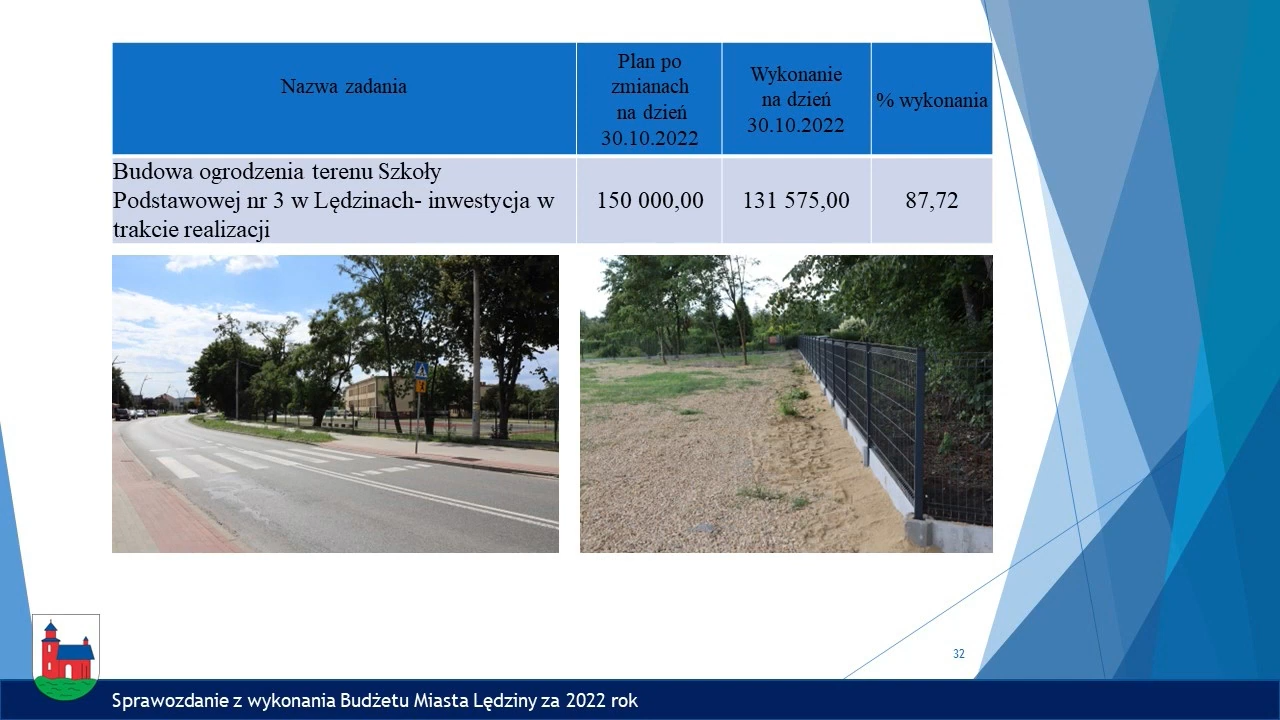 Nazwa zadania
Plan po
zmianach
na dzień
30.10.2022
Wykonanie
na dzień
30.10.2022
% wykonania
Budowa ogrodzenia terenu Szkoły
Podstawowej nr 3 w Lędzinach- inwestycja w
trakcie realizacji
150 000,00
131 575,00
87,72
32
Sprawozdanie z wykonania Budżetu Miasta Lędziny za 2022 rok